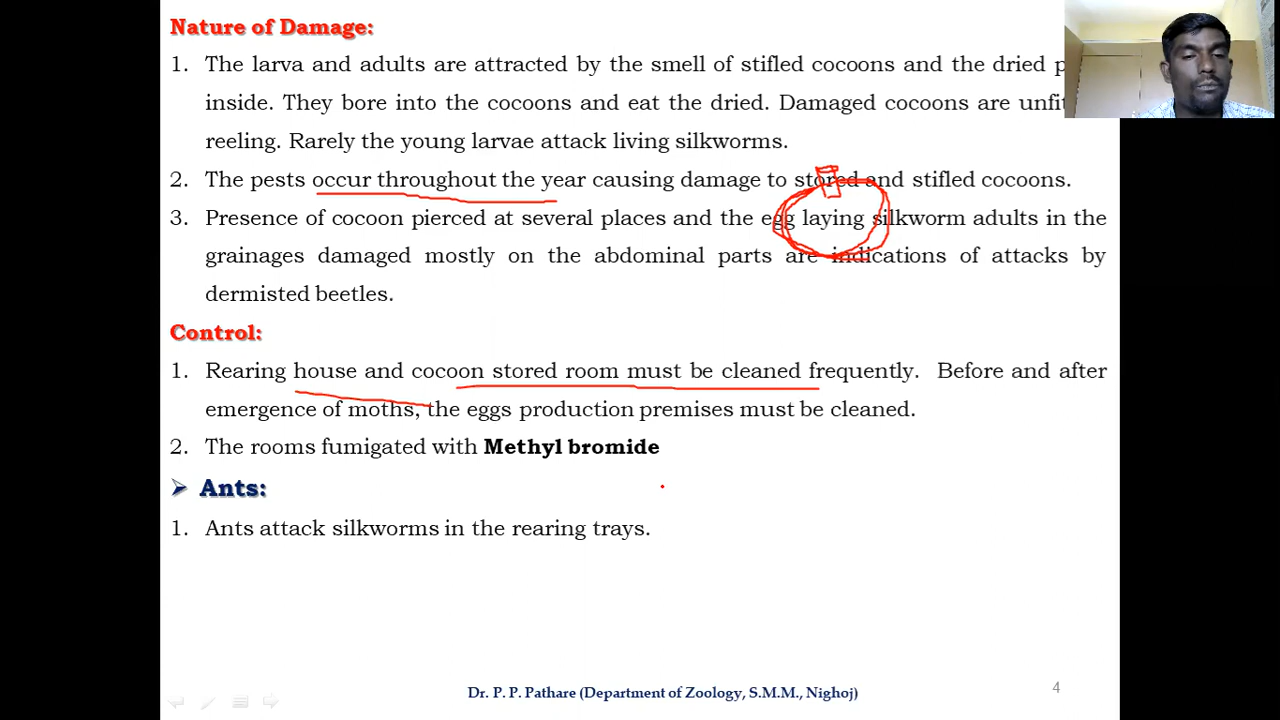 Nature of Damage:
1. The larva and adults are attracted by the smell of stifled cocoons and the dried
inside. They bore into the cocoons and eat the dried. Damaged cocoons are unfit
reeling. Rarely the young larvae attack living silkworms.
2. The pests occur throughout the year causing damage to stored and stifled cocoons.
3. Presence of cocoon pierced at several places and the egg laying silkworm adults in the
grainages damaged mostly on the abdominal parts are indications of attacks by
dermisted beetles.
Control:
1. Rearing house and cocoon stored room must be cleaned frequently. Before and after
emergence of moths, the eggs production premises must be cleaned.
2. The rooms fumigated with Methyl bromide
➢ Ants:
1. Ants attack silkworms in the rearing trays.
Dr. P. P. Pathare (Department of Zoology, S.M.M., Nighoj)
4